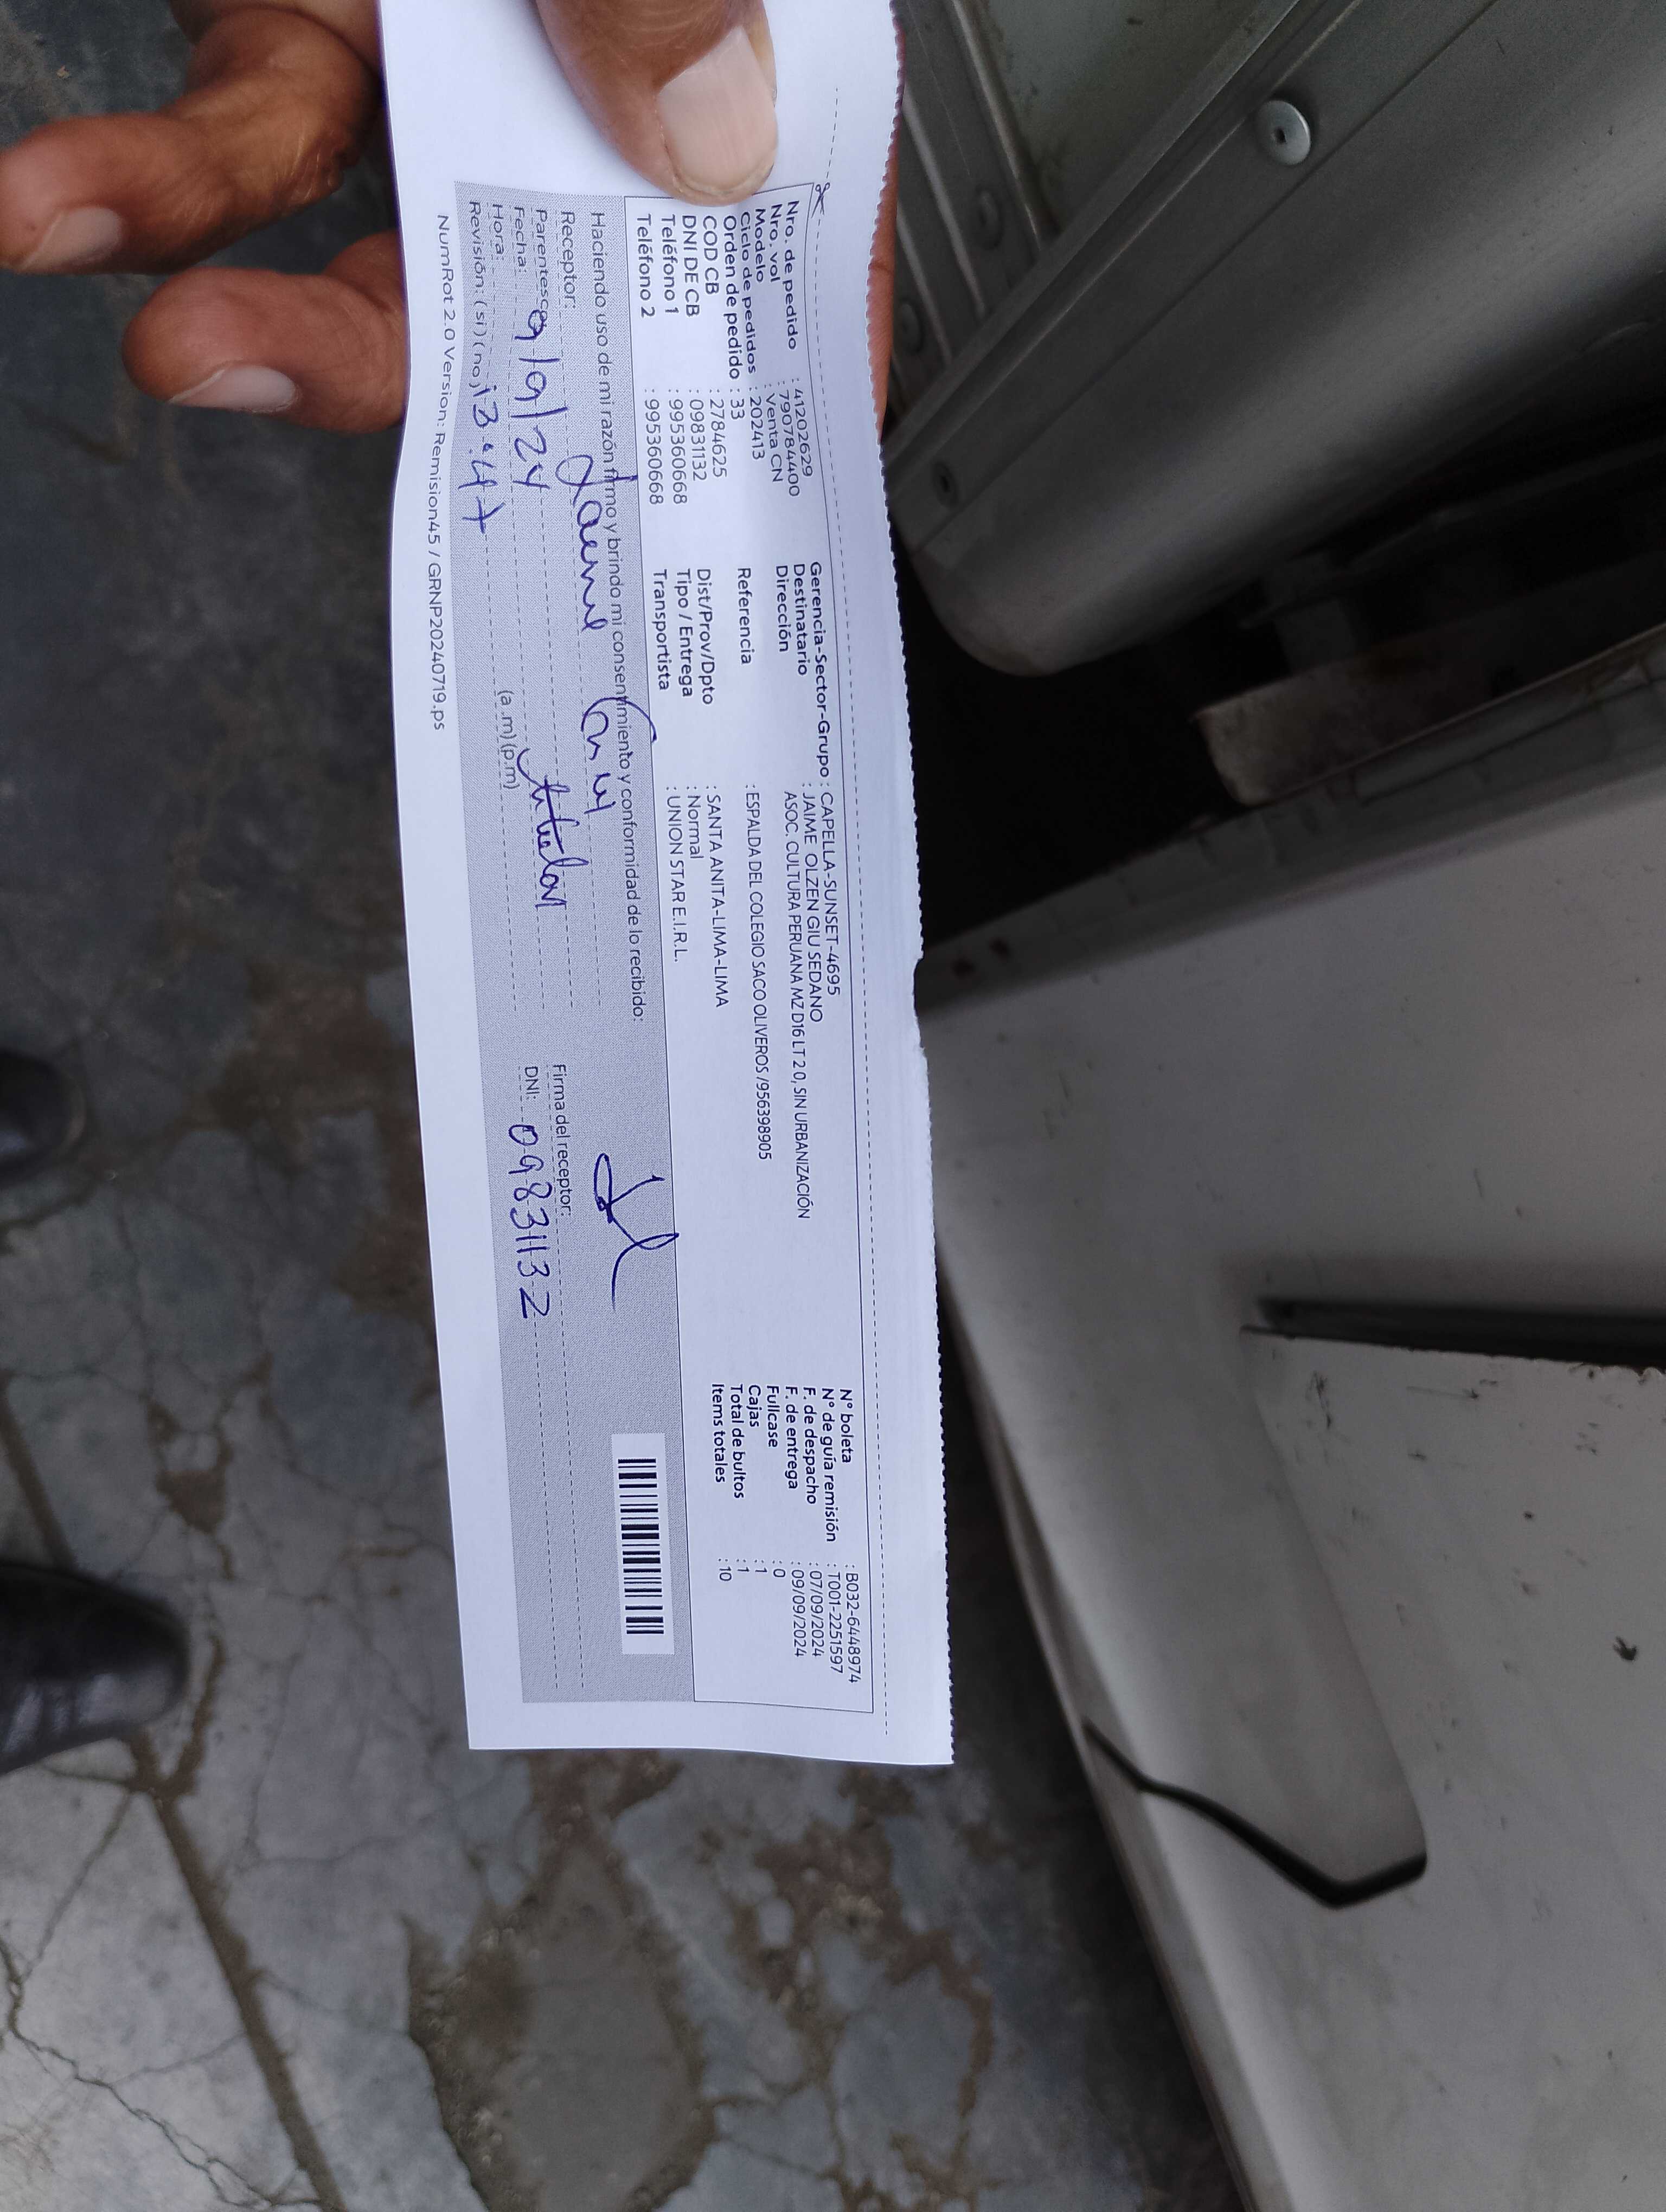 Nro. de pedido : 41202629
Nro. vol : 790784400
Modelo : Venta CN
Ciclo de pedidos : 202413
Orden de pedido : 33
COD CB : 2784625
DNI DE CB : 09831132
Teléfono 1 : 995360668
Teléfono 2 : 995360668
Gerencia-Sector-Grupo : CAPELLA-SUNSET-4695
Destinatario : JAIME OLZEN GIU SEDANO
Dirección ASOC. CULTURA PERUANA MZ D16 LT 2 0, SIN URBANIZACIÓN
Referencia : ESPALDA DEL COLEGIO SACO OLIVEROS /956398905
Dist/Prov/Dpto : SANTA ANITA-LIMA-LIMA
Tipo / Entrega : Normal
Transportista : UNION STAR E.I.R.L.
N° boleta : B032-6448974
N° de guía remisión : T001-2251597
F. de despacho : 07/09/2024
F. de entrega : 09/09/2024
Fullcase : 0
Cajas : 1
Total de bultos : 1
Items totales : 10
Haciendo uso de mi razón firmo y brindo mi consentimiento y conformidad de lo recibido:
Receptor: Jaime Giu
Parentesco: titular
Fecha: 9/9/24
Hora: 13:47 (a.m) (p.m)
Revisión: (si) (no)
Firma del receptor:
DNI: 09831132
NumRot 2.0 Version: Remision45 / GRNP20240719.ps